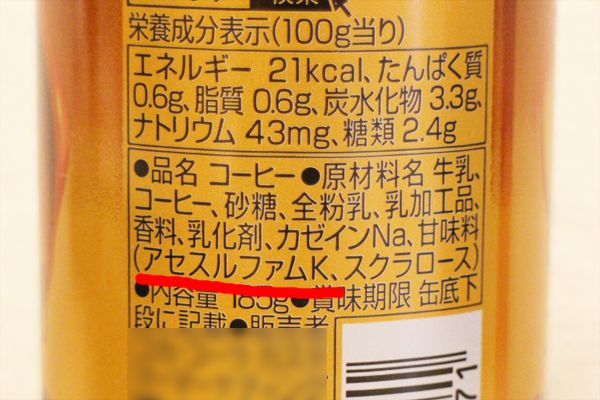 栄養成分表示(100g当り)
エネルギー 21kcal、たんぱく質
0.6g、脂質 0.6g、炭水化物 3.3g、
ナトリウム 43mg、糖類 2.4g
●品名 コーヒー●原材料名 牛乳、
コーヒー、砂糖、全粉乳、乳加工品、
香料、乳化剤、カゼインNa、甘味料
(アセスルファムK、スクラロース)
●内容量 185g●賞味期限 缶底下
段に記載●販売者